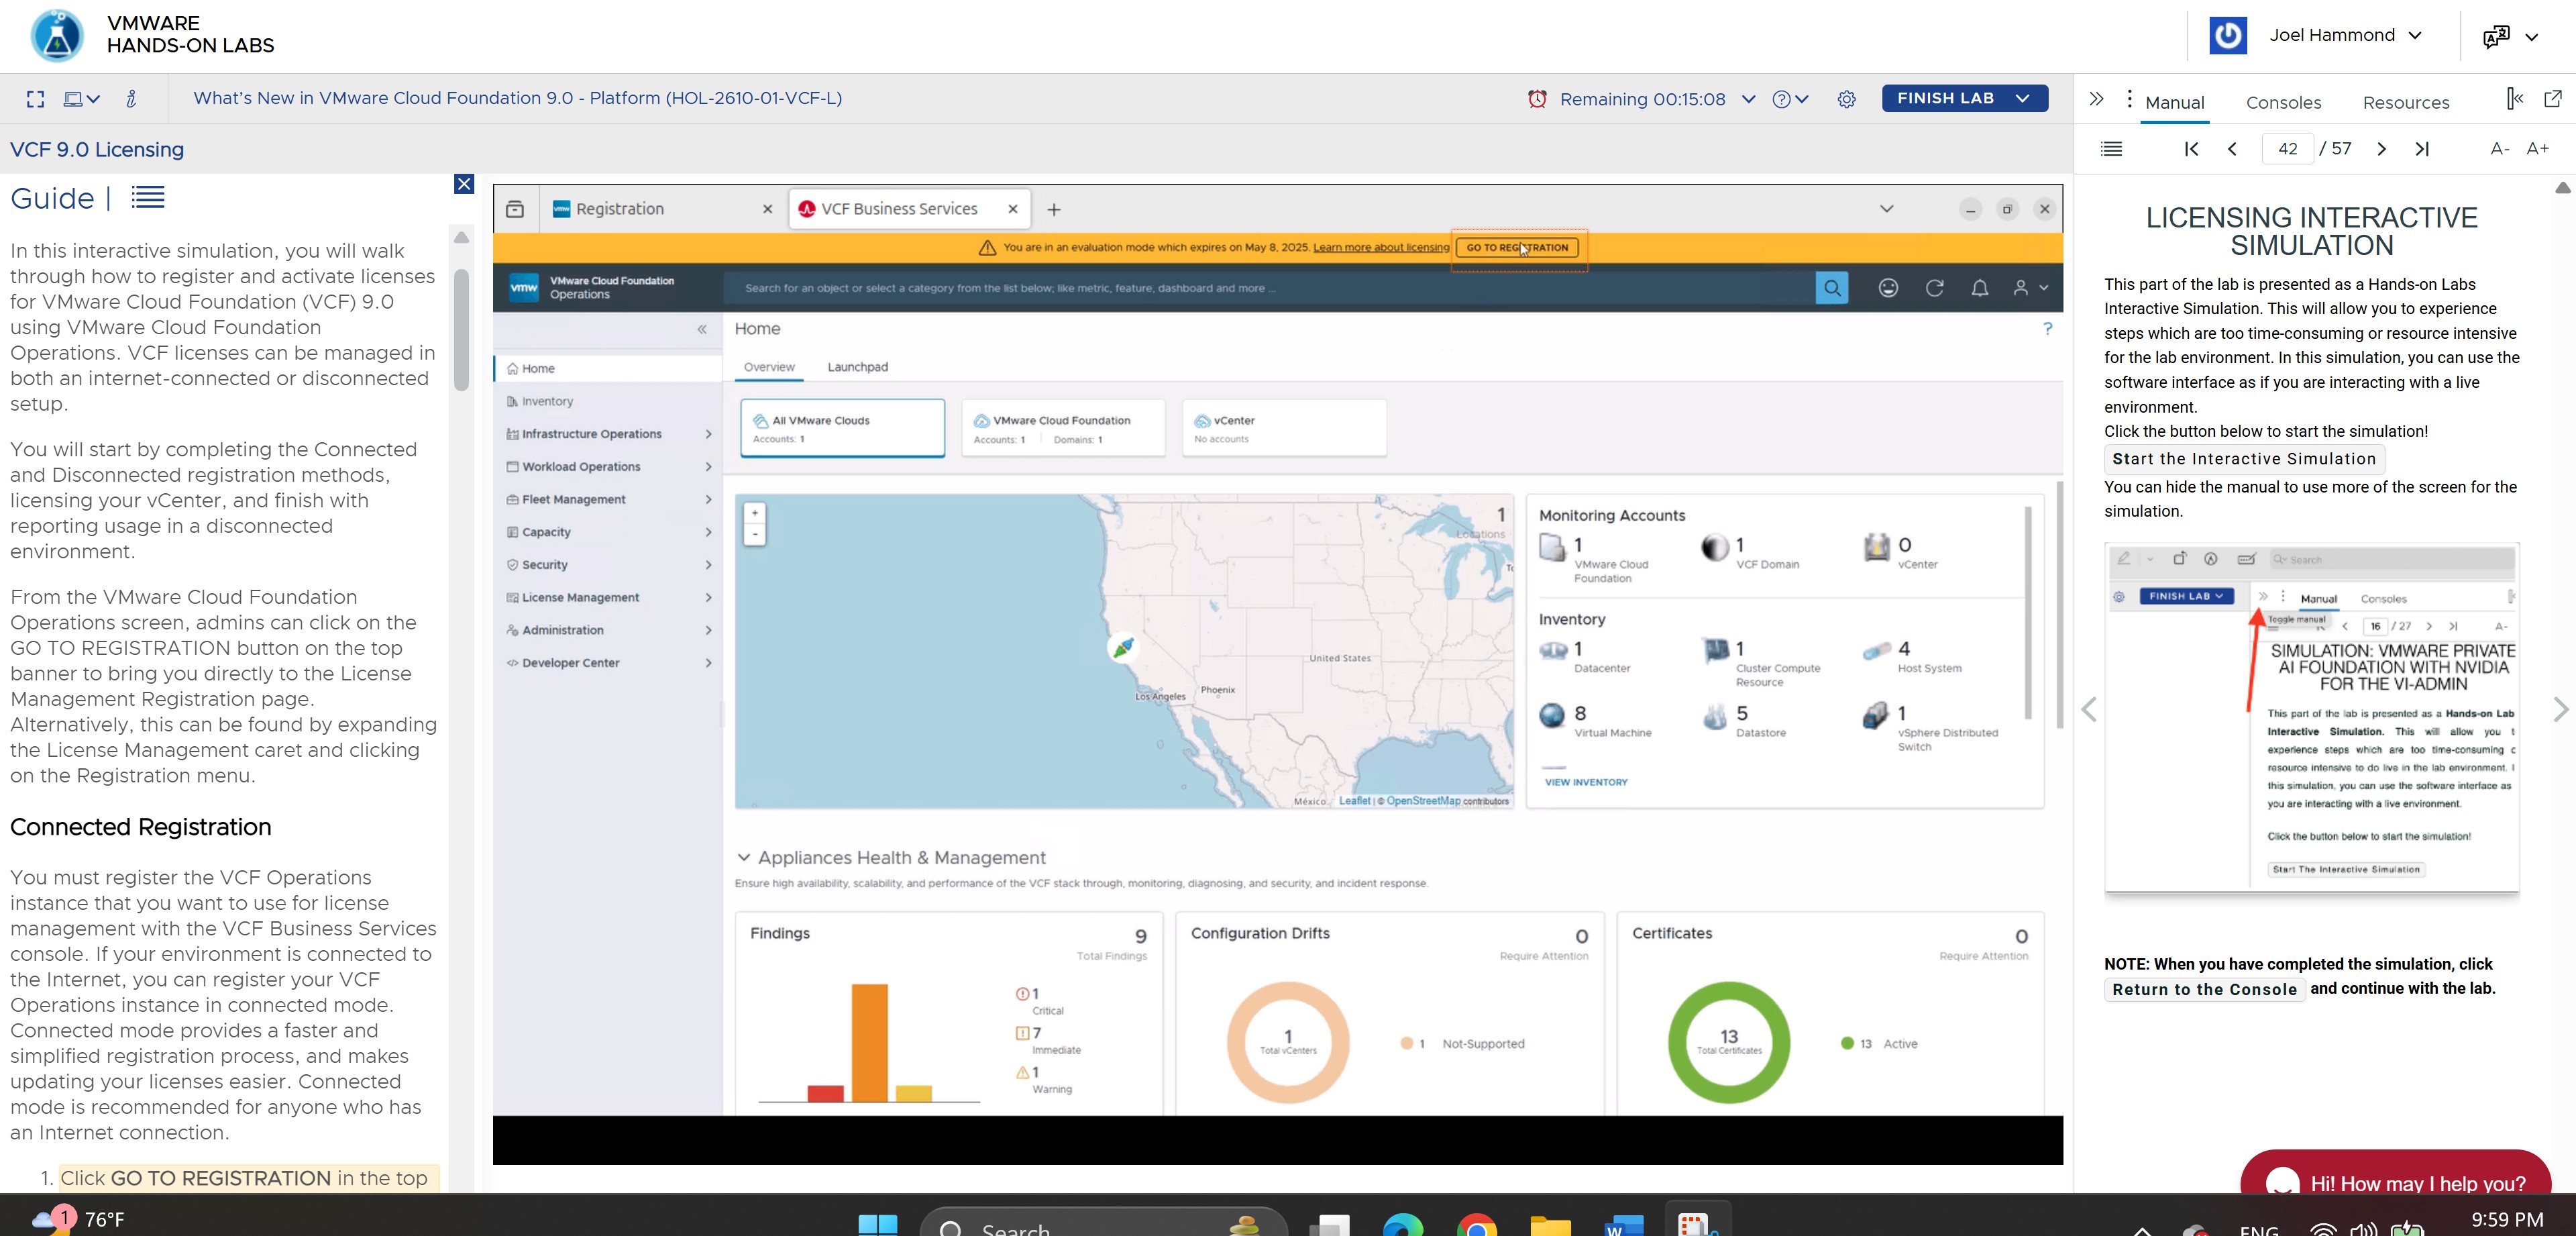 VMWARE
HANDS-ON LABS
Joel Hammond
What's New in VMware Cloud Foundation 9.0 - Platform (HOL-2610-01-VCF-L)
Remaining 00:15:08
FINISH LAB
Manual
Consoles
Resources
VCF 9.0 Licensing
42 / 57
A-
A+
Guide |
In this interactive simulation, you will walk
through how to register and activate licenses
for VMware Cloud Foundation (VCF) 9.0
using VMware Cloud Foundation
Operations. VCF licenses can be managed in
both an internet-connected or disconnected
setup.
You will start by completing the Connected
and Disconnected registration methods,
licensing your vCenter, and finish with
reporting usage in a disconnected
environment.
From the VMware Cloud Foundation
Operations screen, admins can click on the
GO TO REGISTRATION button on the top
banner to bring you directly to the License
Management Registration page.
Alternatively, this can be found by expanding
the License Management caret and clicking
on the Registration menu.
Connected Registration
You must register the VCF Operations
instance that you want to use for license
management with the VCF Business Services
console. If your environment is connected to
the Internet, you can register your VCF
Operations instance in connected mode.
Connected mode provides a faster and
simplified registration process, and makes
updating your licenses easier. Connected
mode is recommended for anyone who has
an Internet connection.
1. Click GO TO REGISTRATION in the top
vmw Registration
VCF Business Services
You are in an evaluation mode which expires on May 8, 2025. Learn more about licensing
GO TO REGISTRATION
vmw
VMware Cloud Foundation
Operations
Search for an object or select a category from the list below; like metric, feature, dashboard and more ...
Home
?
Overview
Launchpad
Home
Inventory
Infrastructure Operations
Workload Operations
Fleet Management
Capacity
Security
License Management
Administration
Developer Center
All VMware Clouds
Accounts: 1
VMware Cloud Foundation
Accounts: 1
Domains: 1
vCenter
No accounts
+
-
1
Locations
To
United States
Los Angeles
Phoenix
México
Leaflet | © OpenStreetMap contributors
Monitoring Accounts
1
VMware Cloud
Foundation
1
VCF Domain
0
vCenter
Inventory
1
Datacenter
1
Cluster Compute
Resource
4
Host System
8
Virtual Machine
5
Datastore
1
vSphere Distributed
Switch
VIEW INVENTORY
Appliances Health & Management
Ensure high availability, scalability, and performance of the VCF stack through, monitoring, diagnosing, and security, and incident response.
Findings
9
Total Findings
1
Critical
7
Immediate
1
Warning
Configuration Drifts
0
Require Attention
1
Total vCenters
1 Not-Supported
Certificates
0
Require Attention
13
Total Certificates
13 Active
LICENSING INTERACTIVE
SIMULATION
This part of the lab is presented as a Hands-on Labs
Interactive Simulation. This will allow you to experience
steps which are too time-consuming or resource intensive
for the lab environment. In this simulation, you can use the
software interface as if you are interacting with a live
environment.
Click the button below to start the simulation!
Start the Interactive Simulation
You can hide the manual to use more of the screen for the
simulation.
Search
FINISH LAB
Manual
Consoles
Toggle manual
16 / 27
A-
SIMULATION: VMWARE PRIVATE
AI FOUNDATION WITH NVIDIA
FOR THE VI-ADMIN
This part of the lab is presented as a Hands-on Lab
Interactive Simulation. This will allow you t
experience steps which are too time-consuming o
resource intensive to do live in the lab environment. I
this simulation, you can use the software interface as
you are interacting with a live environment.
Click the button below to start the simulation!
Start The Interactive Simulation
NOTE: When you have completed the simulation, click
Return to the Console and continue with the lab.
Hi! How may I help you?
1
76°F
Search
W
ENG
9:59 PM